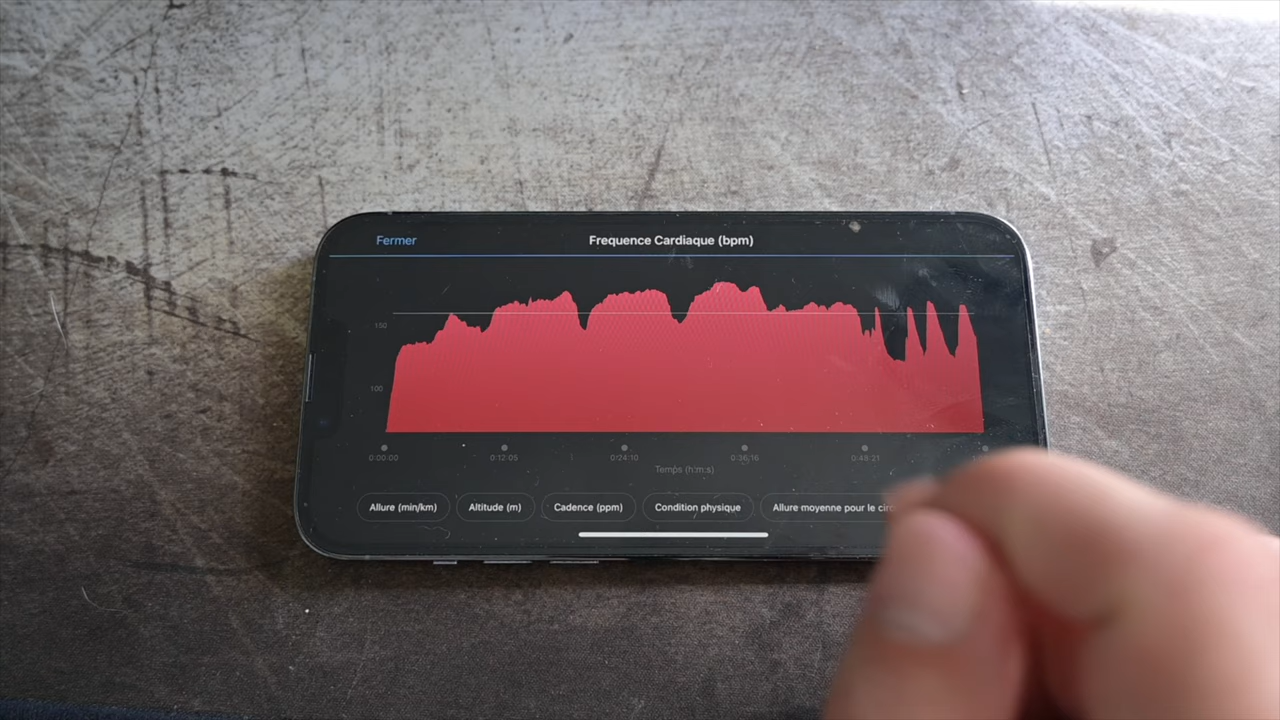 Fermer
Frequence Cardiaque (bpm)
150
100
0:00:00 0:12:05 0:24:10 0:36:16 0:48:21
Temps (h:m:s)
Allure (min/km) Altitude (m) Cadence (ppm) Condition physique Allure moyenne pour le